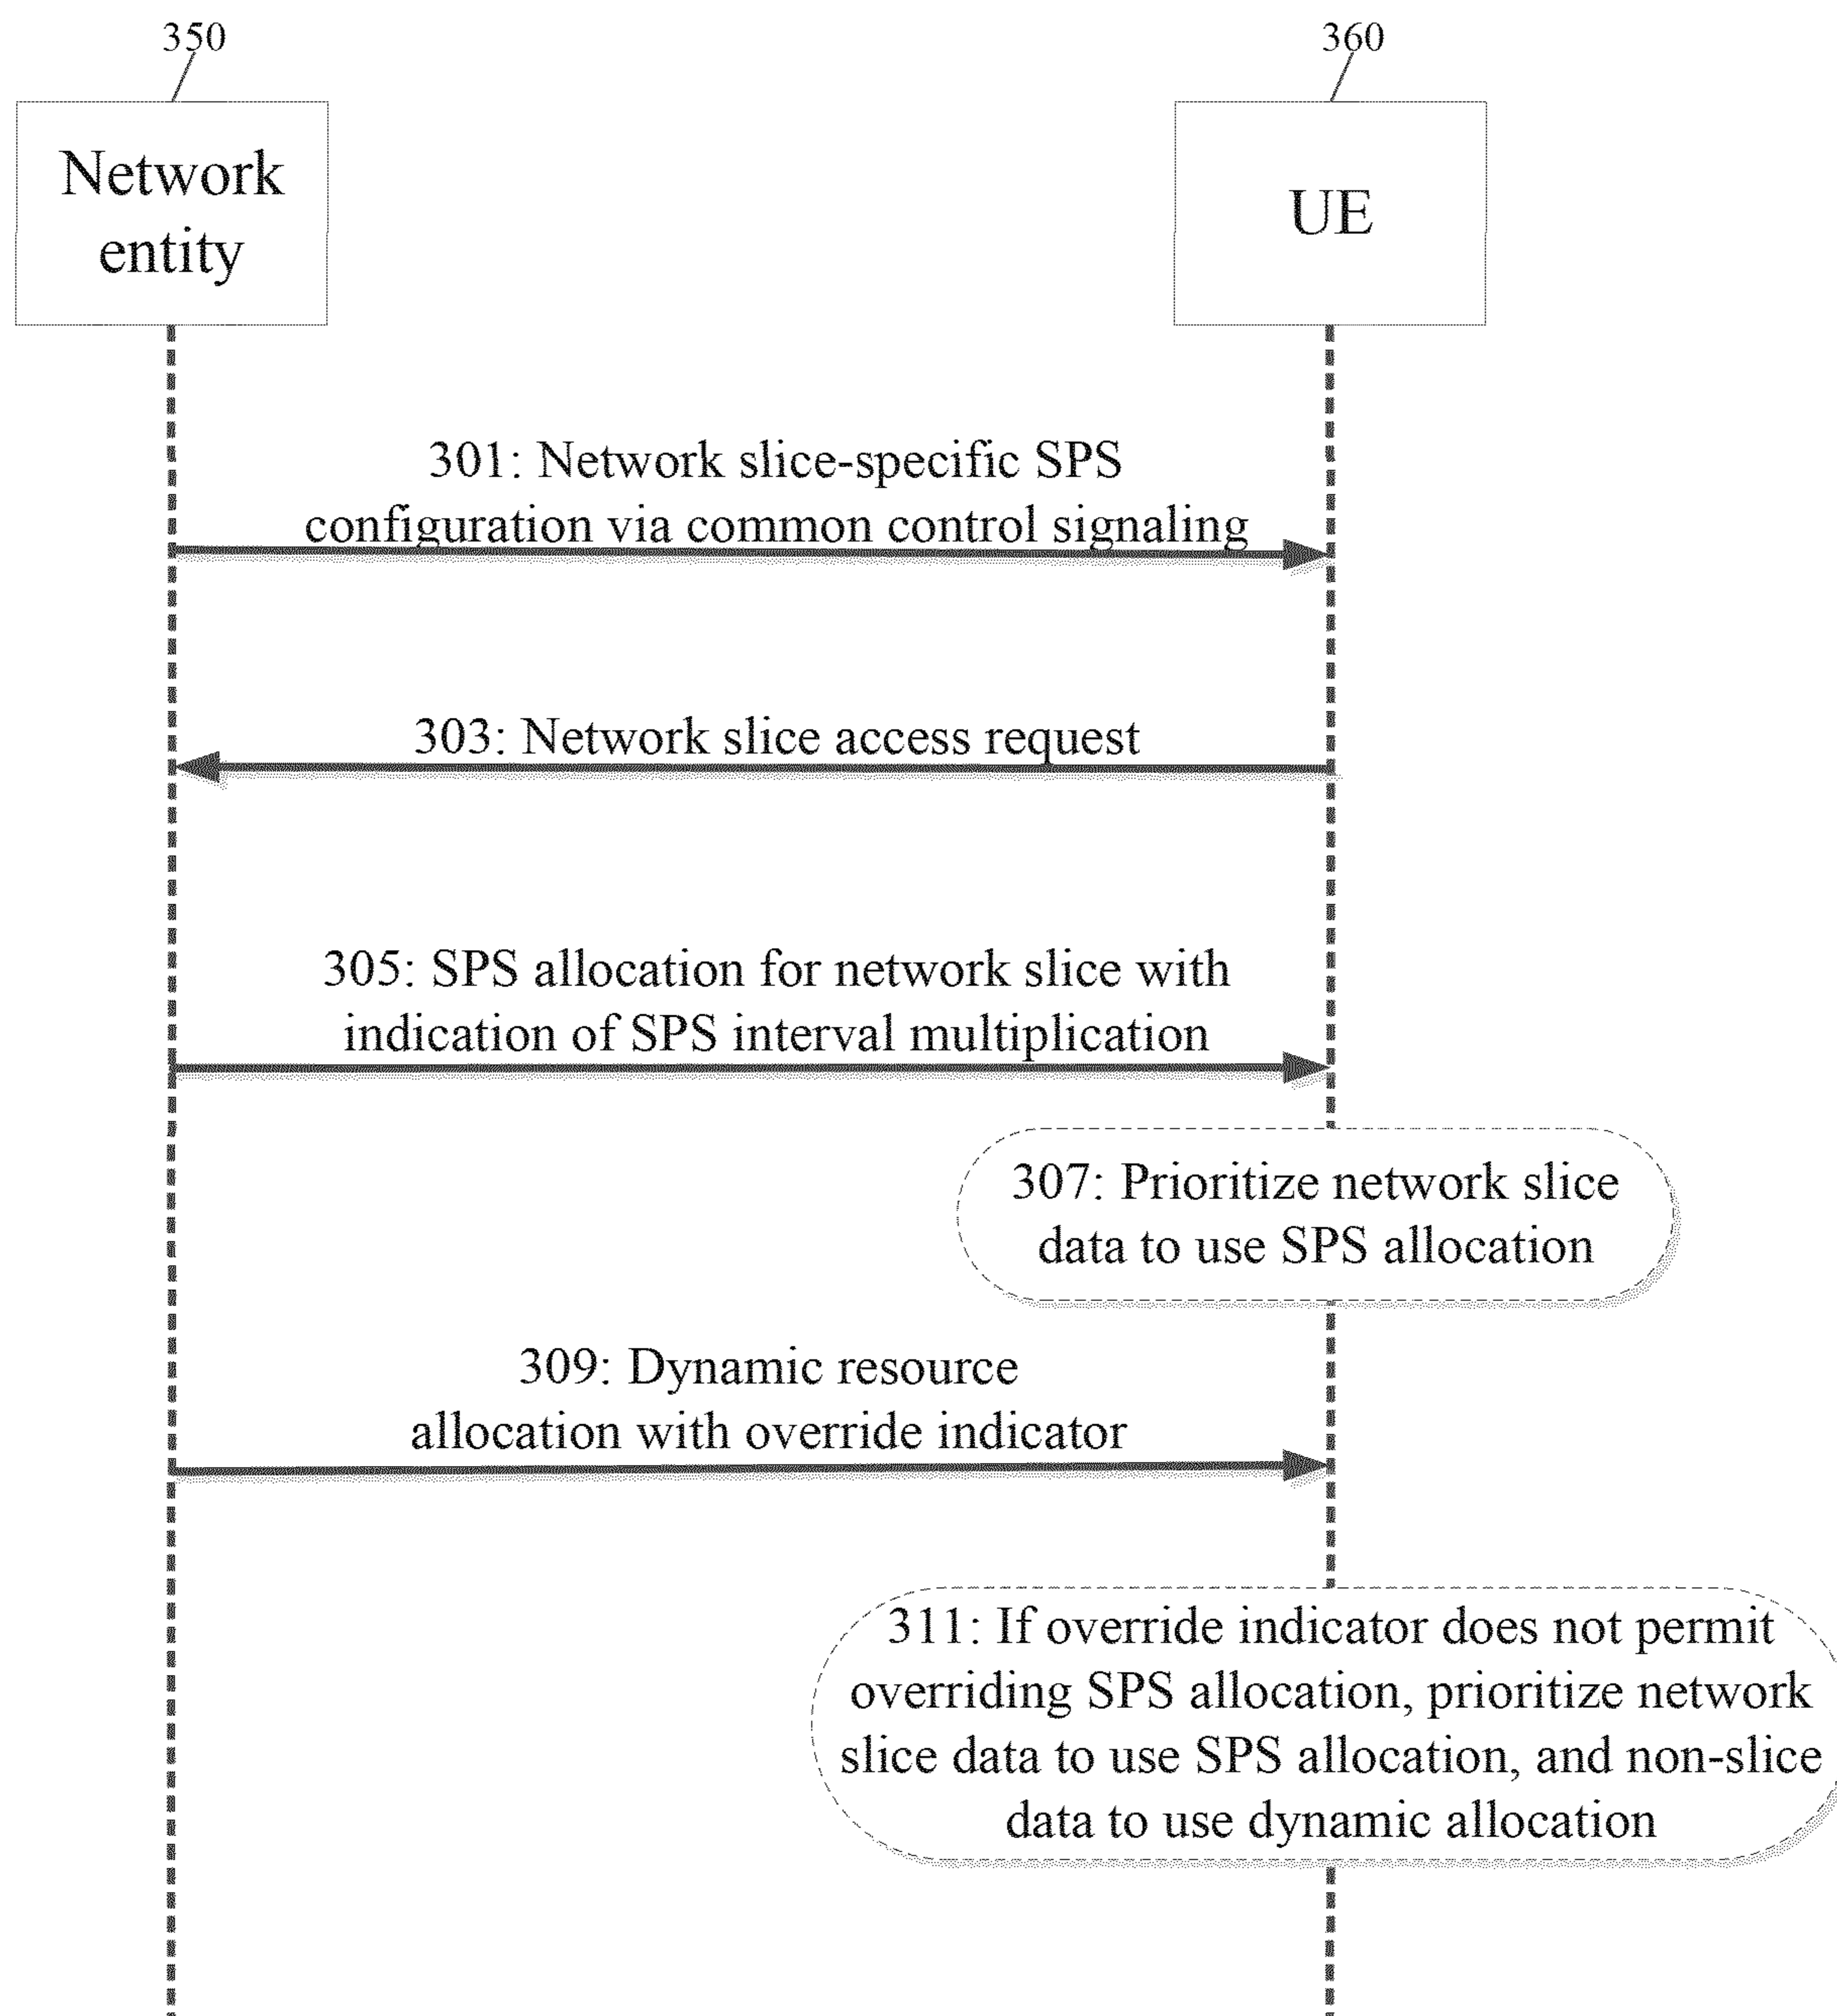 350
360
Network
entity
UE
301: Network slice-specific SPS
configuration via common control signaling
303: Network slice access request
305: SPS allocation for network slice with
indication of SPS interval multiplication
307: Prioritize network slice
data to use SPS allocation
309: Dynamic resource
allocation with override indicator
311: If override indicator does not permit
overriding SPS allocation, prioritize network
slice data to use SPS allocation, and non-slice
data to use dynamic allocation